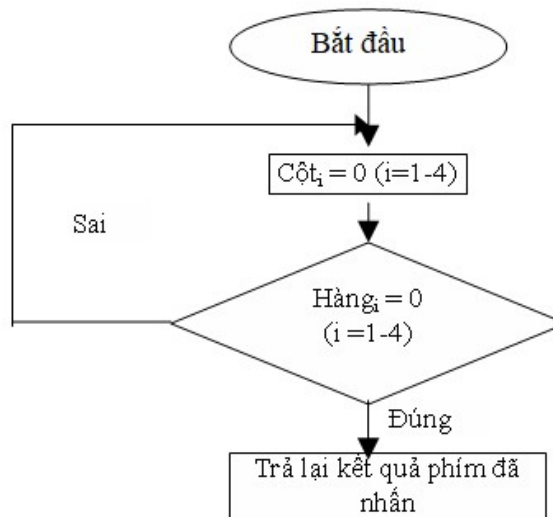 Bắt đầu
Cộtᵢ = 0 (i=1-4)
Sai
Hàngᵢ = 0
(i =1-4)
Đúng
Trả lại kết quả phím đã
nhấn